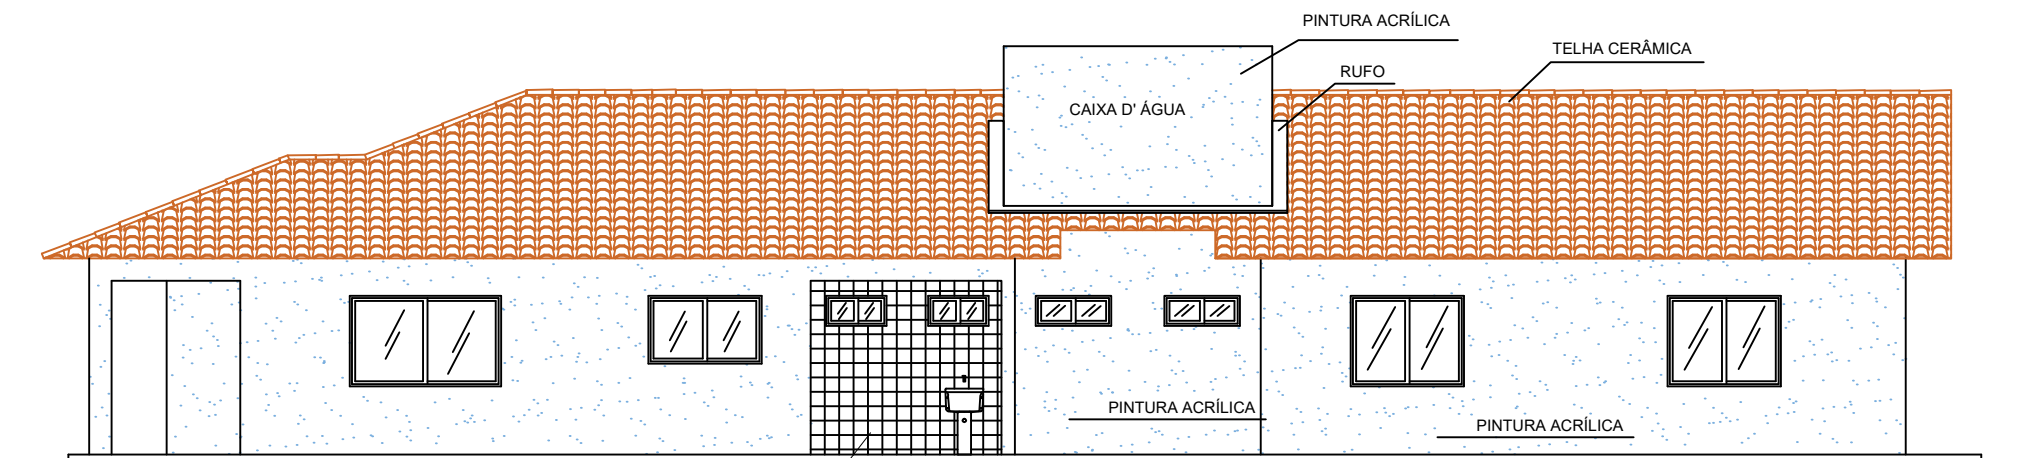 PINTURA ACRÍLICA
TELHA CERÂMICA
RUFO
CAIXA D' ÁGUA
PINTURA ACRÍLICA
PINTURA ACRÍLICA